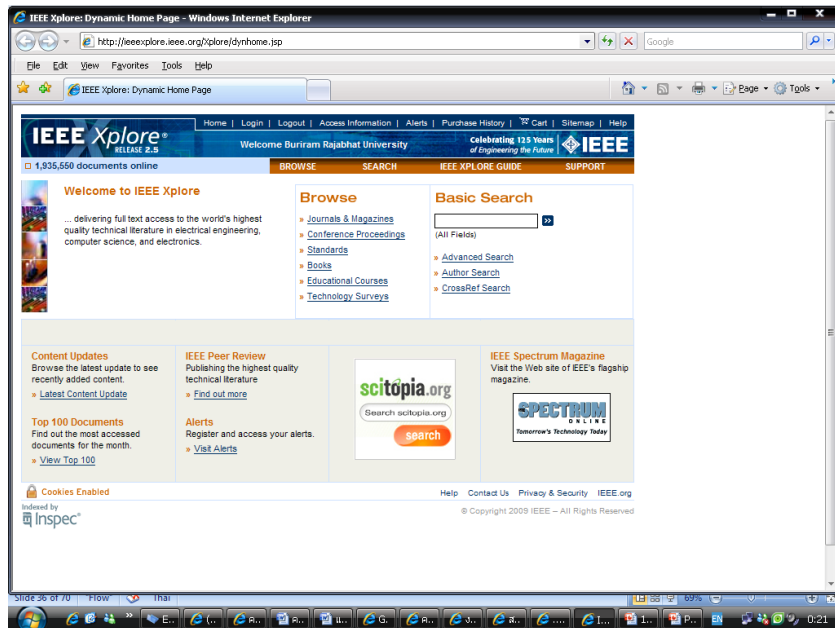 IEEE Xplore: Dynamic Home Page - Windows Internet Explorer
http://ieeexplore.ieee.org/Xplore/dynhome.jsp
Google
File Edit View Favorites Tools Help
IEEE Xplore: Dynamic Home Page
Page Tools
Home | Login | Logout | Access Information | Alerts | Purchase History | Cart | Sitemap | Help
IEEE Xplore®
RELEASE 2.5
Welcome Buriram Rajabhat University
Celebrating 125 Years
of Engineering the Future
IEEE
1,935,550 documents online
BROWSE SEARCH IEEE XPLORE GUIDE SUPPORT
Welcome to IEEE Xplore
... delivering full text access to the world's highest
quality technical literature in electrical engineering,
computer science, and electronics.
Browse
» Journals & Magazines
» Conference Proceedings
» Standards
» Books
» Educational Courses
» Technology Surveys
Basic Search
»
(All Fields)
» Advanced Search
» Author Search
» CrossRef Search
Content Updates
Browse the latest update to see
recently added content.
» Latest Content Update
Top 100 Documents
Find out the most accessed
documents for the month.
» View Top 100
IEEE Peer Review
Publishing the highest quality
technical literature
» Find out more
Alerts
Register and access your alerts.
» Visit Alerts
scitopia.org
Search scitopia.org
search
IEEE Spectrum Magazine
Visit the Web site of IEEE's flagship
magazine.
SPECTRUM
ONLINE
Tomorrow's Technology Today
Cookies Enabled
Help Contact Us Privacy & Security IEEE.org
Indexed by
Inspec®
© Copyright 2009 IEEE – All Rights Reserved
Slide 36 of 70 "Flow" Thai 69%
E.. (.. G.. I... 1.. P.. EN 0:21